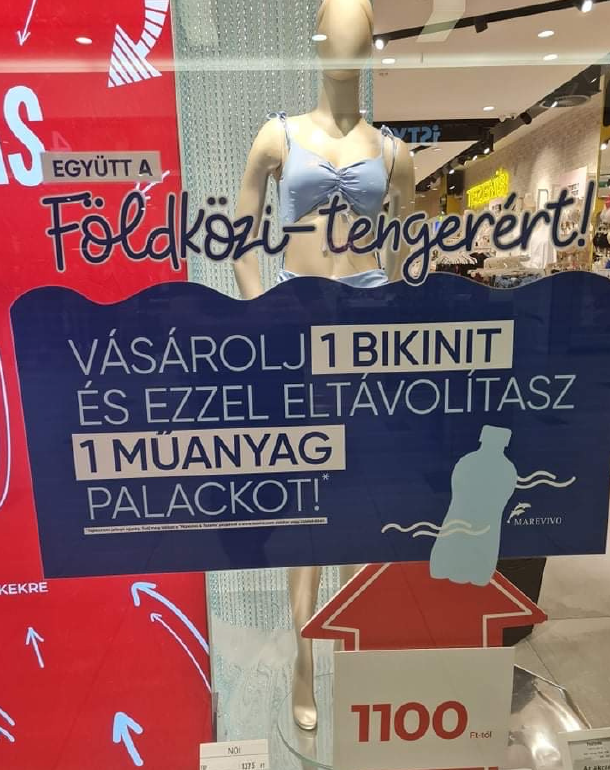 EGYÜTT A
Földközi-tengerért!
VÁSÁROLJ 1 BIKINIT
ÉS EZZEL ELTÁVOLÍTASZ
1 MŰANYAG
PALACKOT!*
MAREVIVO
KEKRE
1100 Ft-tól
NŐI